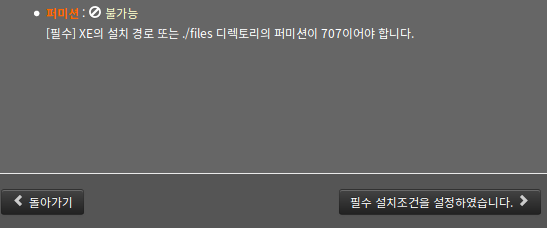 퍼미션 : 불가능
[필수] XE의 설치 경로 또는 ./files 디렉토리의 퍼미션이 707이어야 합니다.
돌아가기
필수 설치조건을 설정하였습니다.